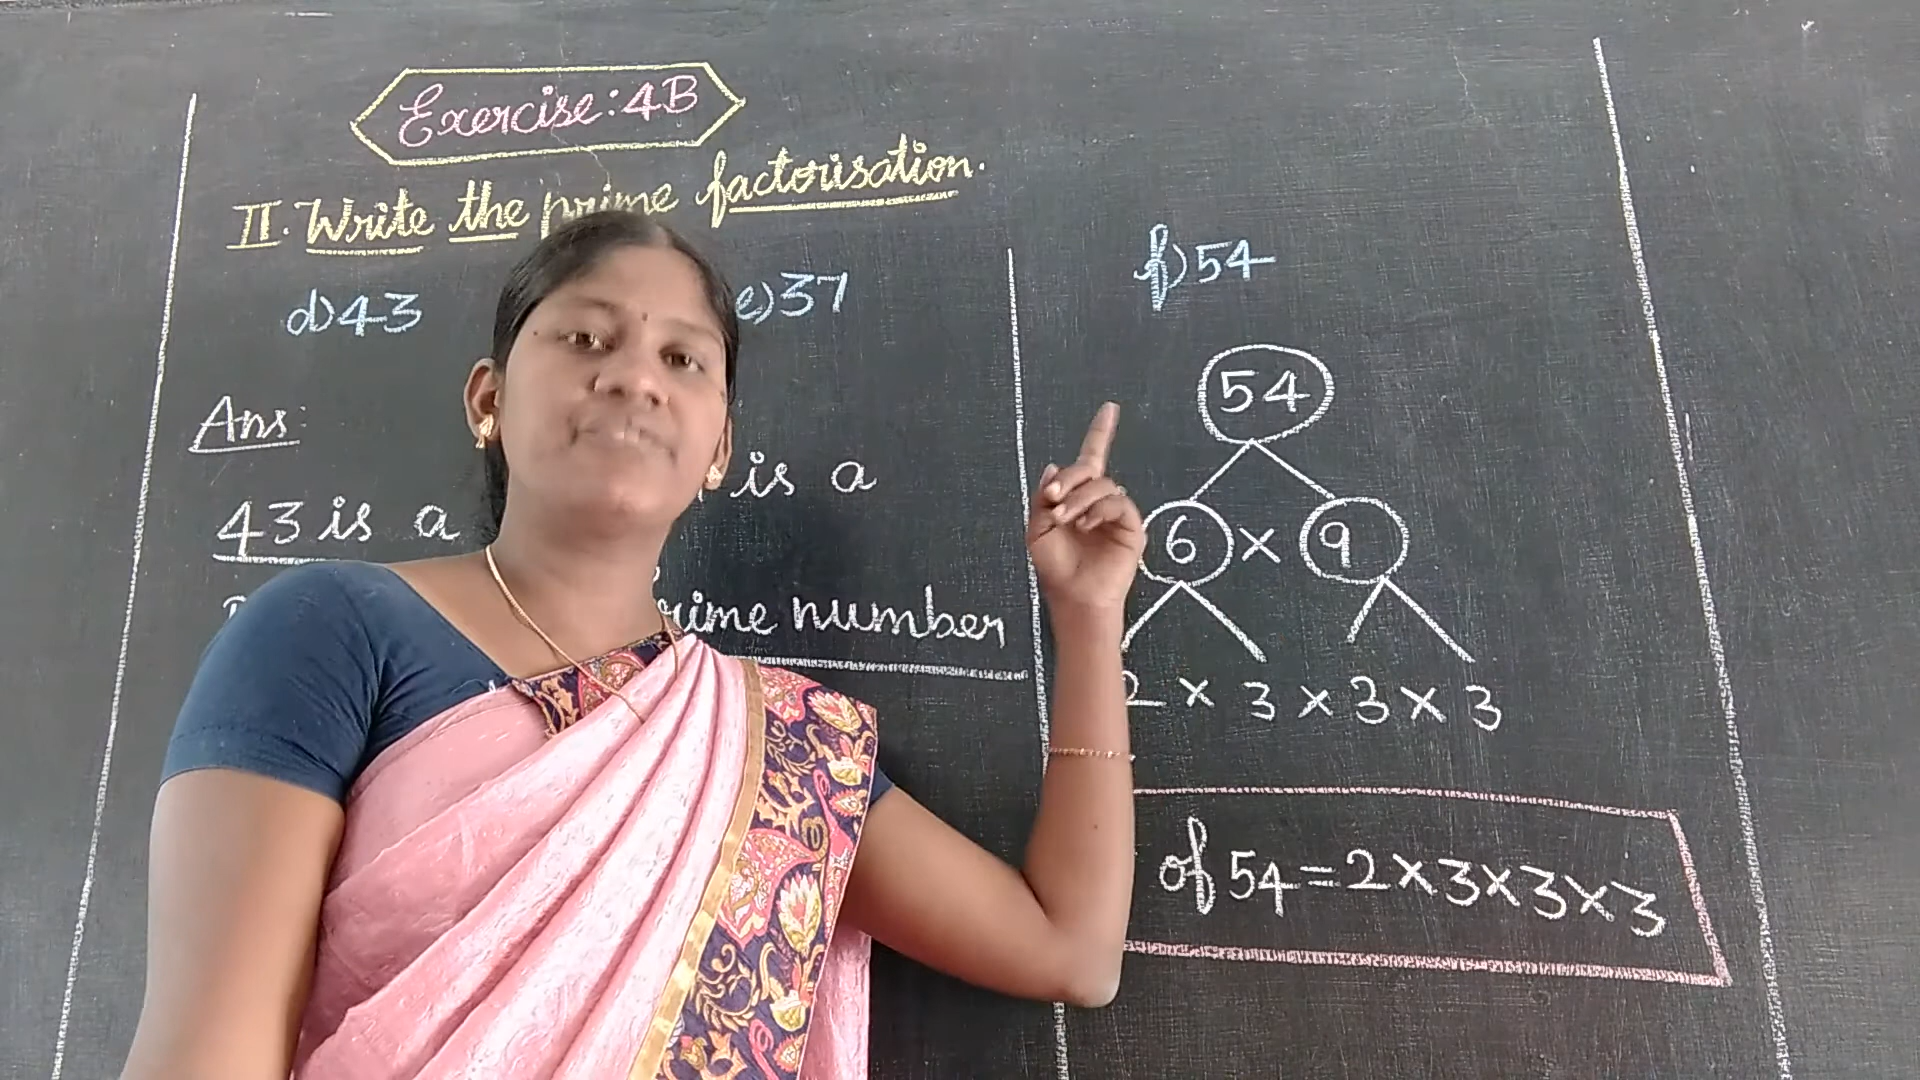 Exercise: 4B
II. Write the prime factorisation.
d) 43
e) 37
Ans:
43 is a
is a
prime number
f) 54
54
6 × 9
2 × 3 × 3 × 3
of 54 = 2 × 3 × 3 × 3